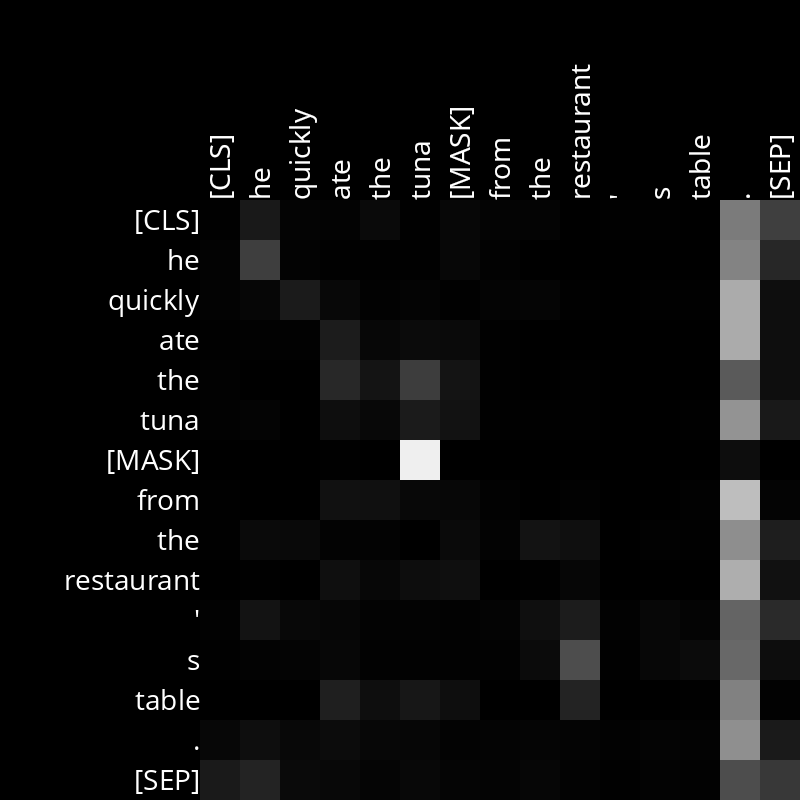 [CLS] he quickly ate the tuna [MASK] from the restaurant ' s table . [SEP]
[CLS]
he
quickly
ate
the
tuna
[MASK]
from
the
restaurant
'
s
table
.
[SEP]